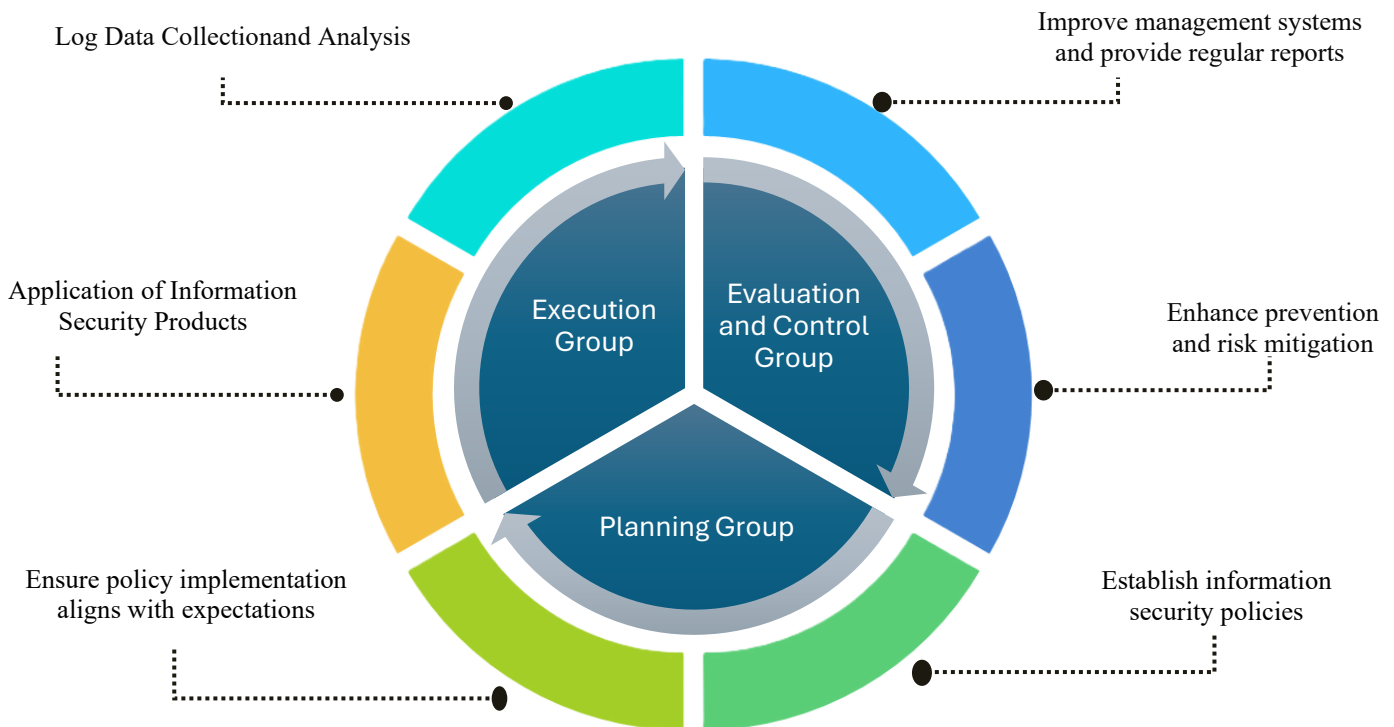 Log Data Collectionand Analysis
Improve management systems
and provide regular reports
Application of Information
Security Products
Execution
Group
Evaluation
and Control
Group
Enhance prevention
and risk mitigation
Planning Group
Ensure policy implementation
aligns with expectations
Establish information
security policies